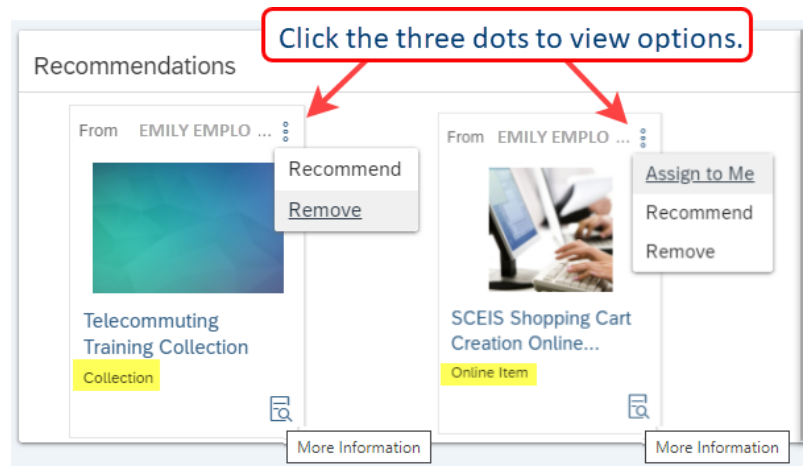 Click the three dots to view options.
Recommendations
From EMILY EMPLO ...
Recommend
Remove
Telecommuting
Training Collection
Collection
More Information
From EMILY EMPLO ...
Assign to Me
Recommend
Remove
SCEIS Shopping Cart
Creation Online...
Online Item
More Information